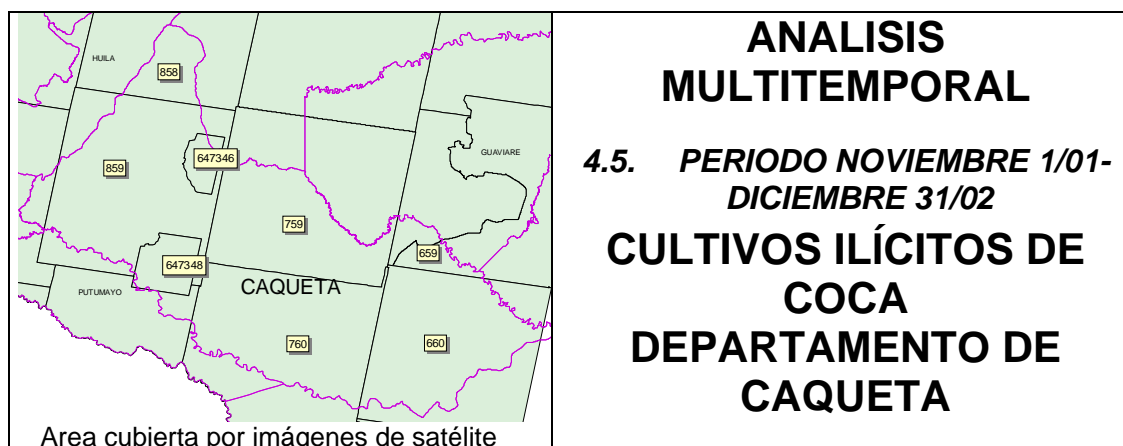 HUILA
858
647346
GUAVIARE
859
759
659
647348
CAQUETA
PUTUMAYO
760
660
Area cubierta por imágenes de satélite
ANALISIS
MULTITEMPORAL
4.5. PERIODO NOVIEMBRE 1/01-
DICIEMBRE 31/02
CULTIVOS ILÍCITOS DE
COCA
DEPARTAMENTO DE
CAQUETA